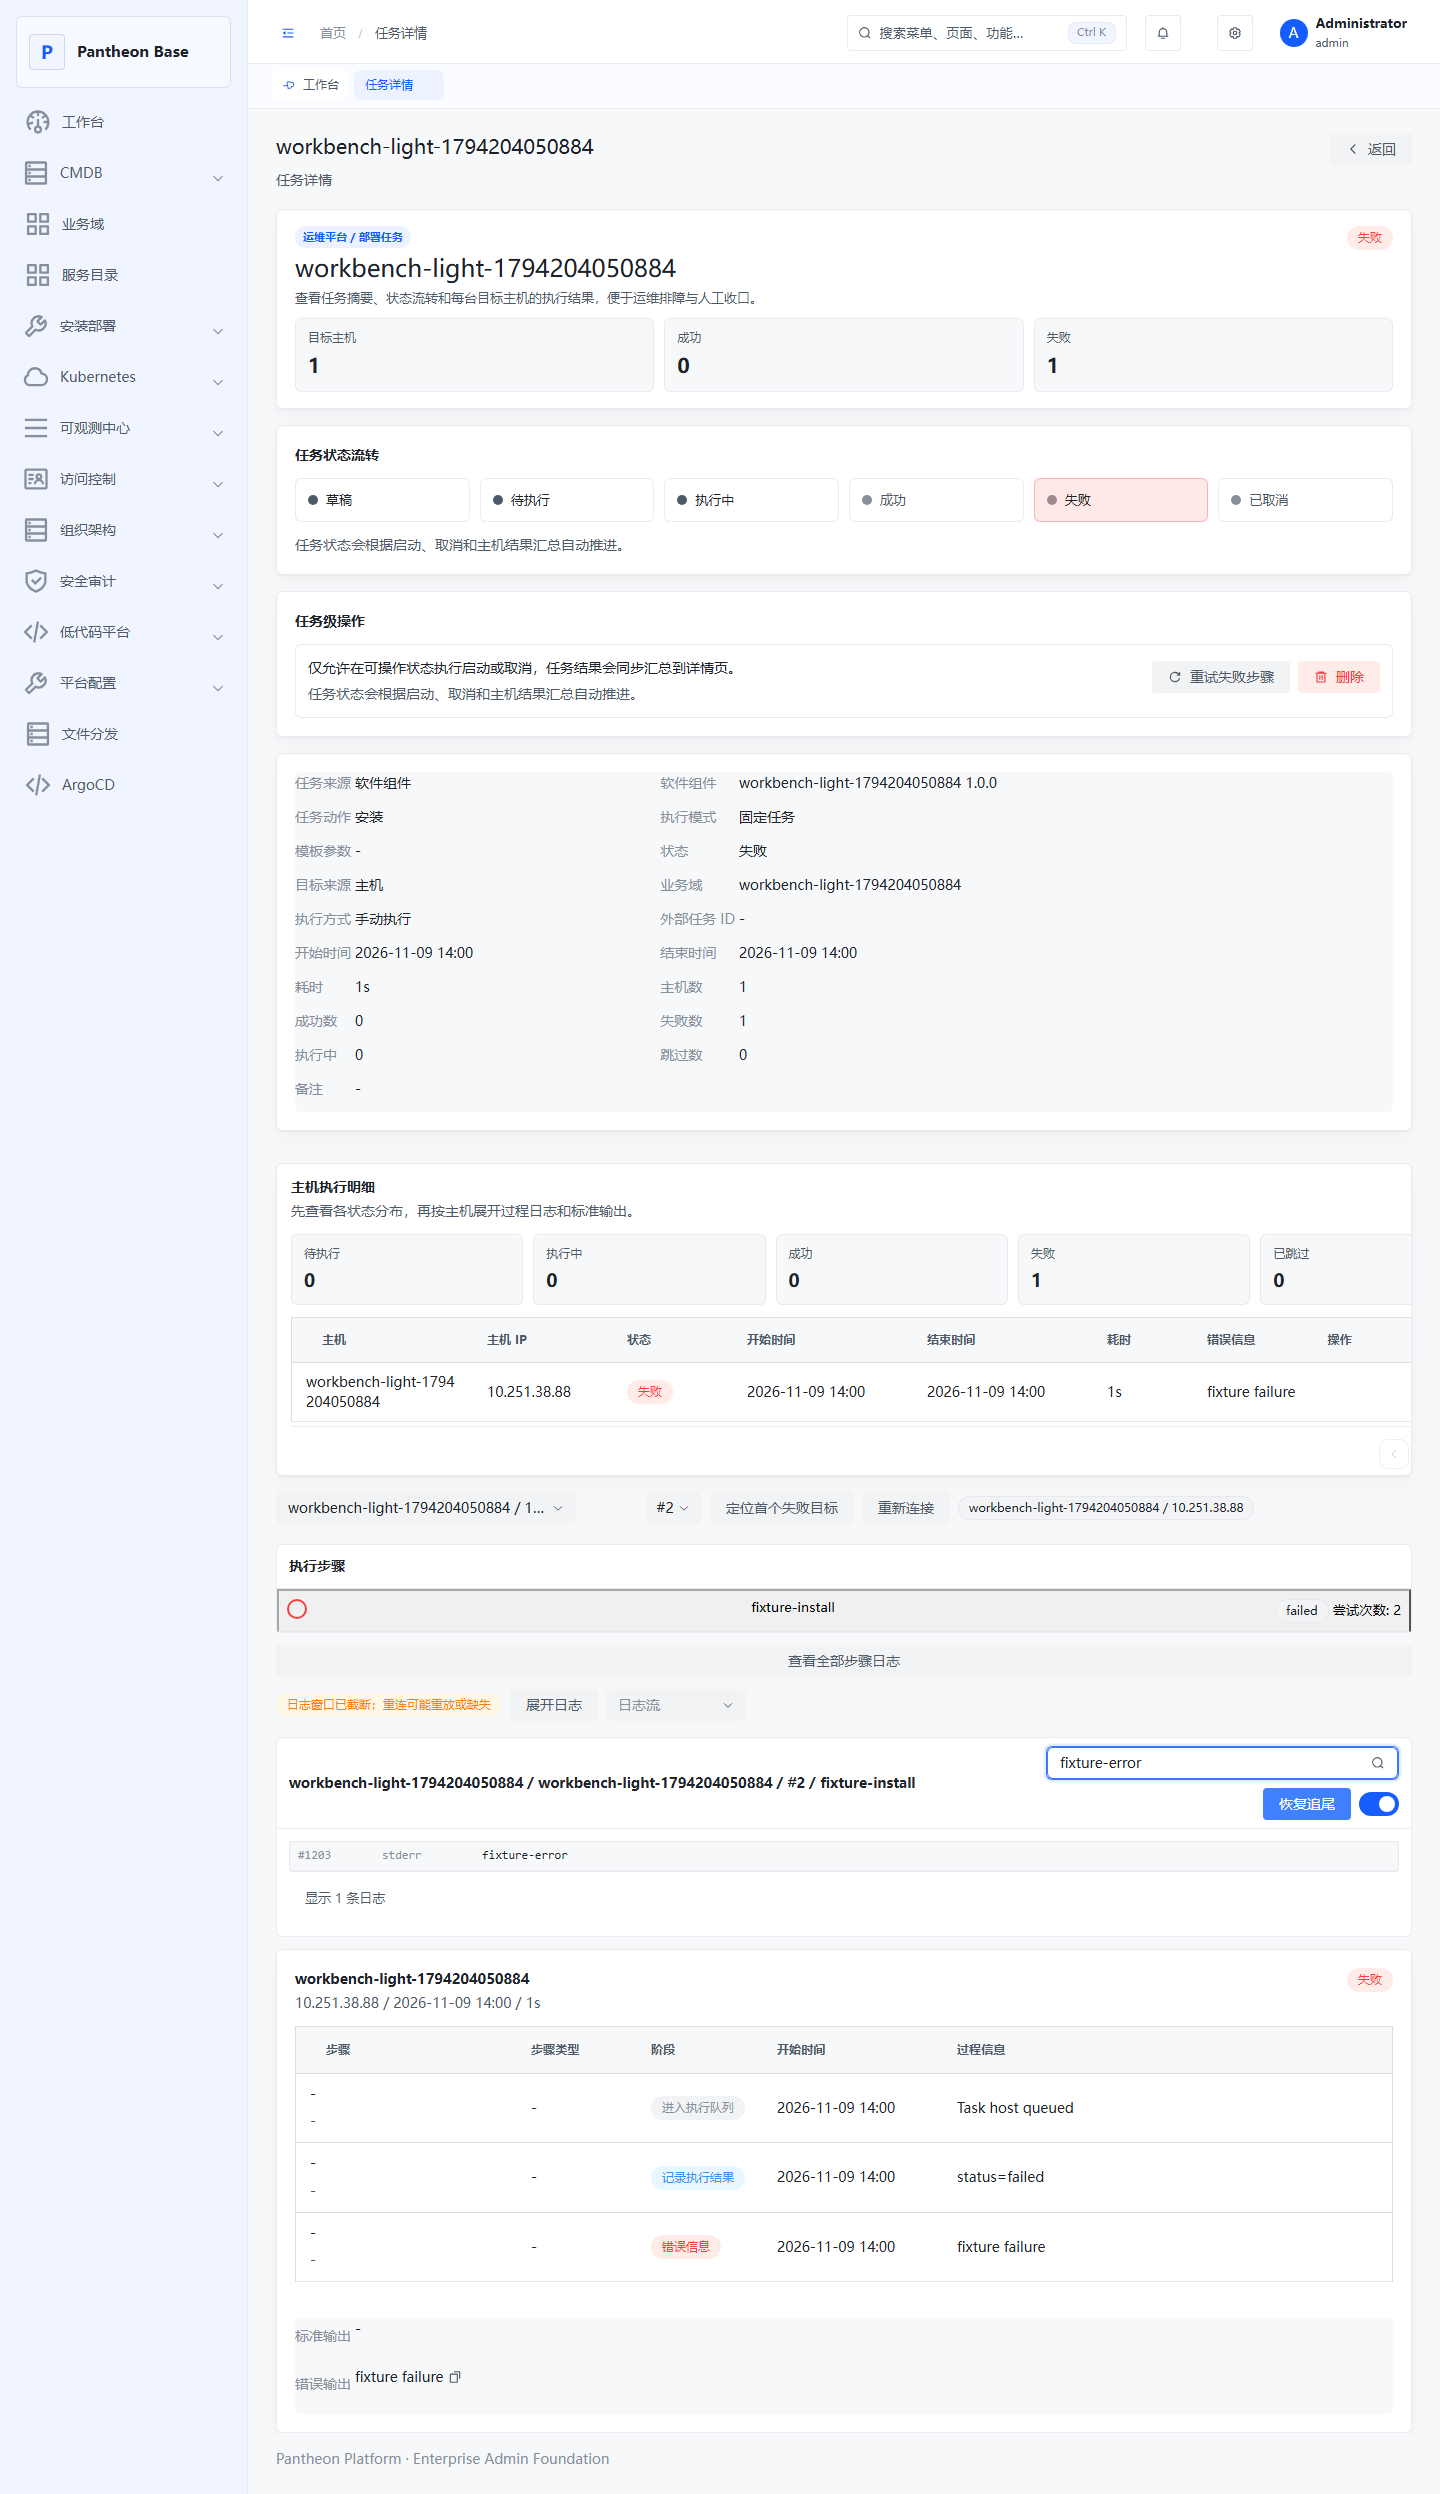 P Pantheon Base
首页 / 任务详情
搜索菜单、页面、功能... Ctrl K
A Administrator
admin
工作台 任务详情
工作台
CMDB
业务域
服务目录
安装部署
Kubernetes
可观测中心
访问控制
组织架构
安全审计
低代码平台
平台配置
文件分发
ArgoCD
workbench-light-1794204050884
返回
任务详情
运维平台 / 部署任务
失败
workbench-light-1794204050884
查看任务摘要、状态流转和每台目标主机的执行结果，便于运维排障与人工收口。
目标主机 成功 失败
1 0 1
任务状态流转
草稿 待执行 执行中 成功 失败 已取消
任务状态会根据启动、取消和主机结果汇总自动推进。
任务级操作
仅允许在可操作状态执行启动或取消，任务结果会同步汇总到详情页。
任务状态会根据启动、取消和主机结果汇总自动推进。
重试失败步骤 删除
任务来源 软件组件 软件组件 workbench-light-1794204050884 1.0.0
任务动作 安装 执行模式 固定任务
模板参数 - 状态 失败
目标来源 主机 业务域 workbench-light-1794204050884
执行方式 手动执行 外部任务 ID -
开始时间 2026-11-09 14:00 结束时间 2026-11-09 14:00
耗时 1s 主机数 1
成功数 0 失败数 1
执行中 0 跳过数 0
备注 -
主机执行明细
先查看各状态分布，再按主机展开过程日志和标准输出。
待执行 执行中 成功 失败 已跳过
0 0 0 1 0
主机 主机 IP 状态 开始时间 结束时间 耗时 错误信息 操作
workbench-light-1794
204050884
10.251.38.88 失败 2026-11-09 14:00 2026-11-09 14:00 1s fixture failure
workbench-light-1794204050884 / 1... #2 定位首个失败目标 重新连接 workbench-light-1794204050884 / 10.251.38.88
执行步骤
fixture-install failed 尝试次数: 2
查看全部步骤日志
日志窗口已截断；重连可能重放或缺失 展开日志 日志流
fixture-error
workbench-light-1794204050884 / workbench-light-1794204050884 / #2 / fixture-install
恢复追尾
#1203 stderr fixture-error
显示 1 条日志
workbench-light-1794204050884
失败
10.251.38.88 / 2026-11-09 14:00 / 1s
步骤 步骤类型 阶段 开始时间 过程信息
-
- - 进入执行队列 2026-11-09 14:00 Task host queued
-
- - 记录执行结果 2026-11-09 14:00 status=failed
-
- - 错误信息 2026-11-09 14:00 fixture failure
标准输出 -
错误输出 fixture failure
Pantheon Platform · Enterprise Admin Foundation